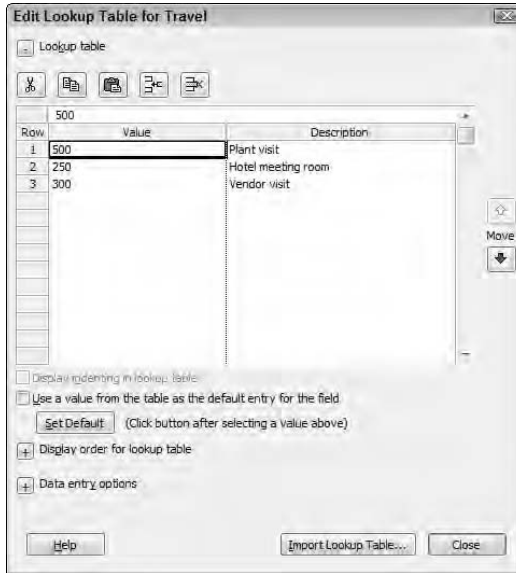 Edit Lookup Table for Travel
- Lookup table
500
Row Value Description
1 500 Plant visit
2 250 Hotel meeting room
3 300 Vendor visit
Move
Display indenting in lookup table
Use a value from the table as the default entry for the field
Set Default (Click button after selecting a value above)
+ Display order for lookup table
+ Data entry options
Help Import Lookup Table... Close